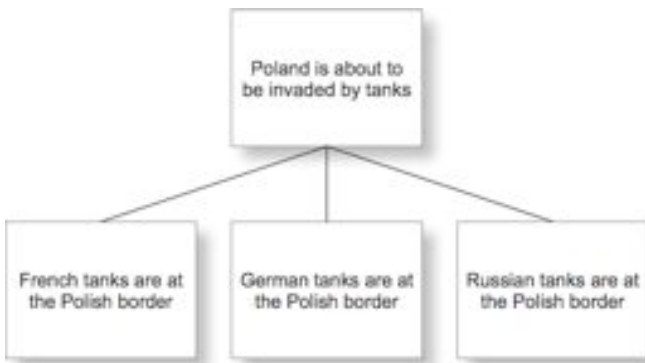 Poland is about to
be invaded by tanks
French tanks are at
the Polish border
German tanks are at
the Polish border
Russian tanks are at
the Polish border